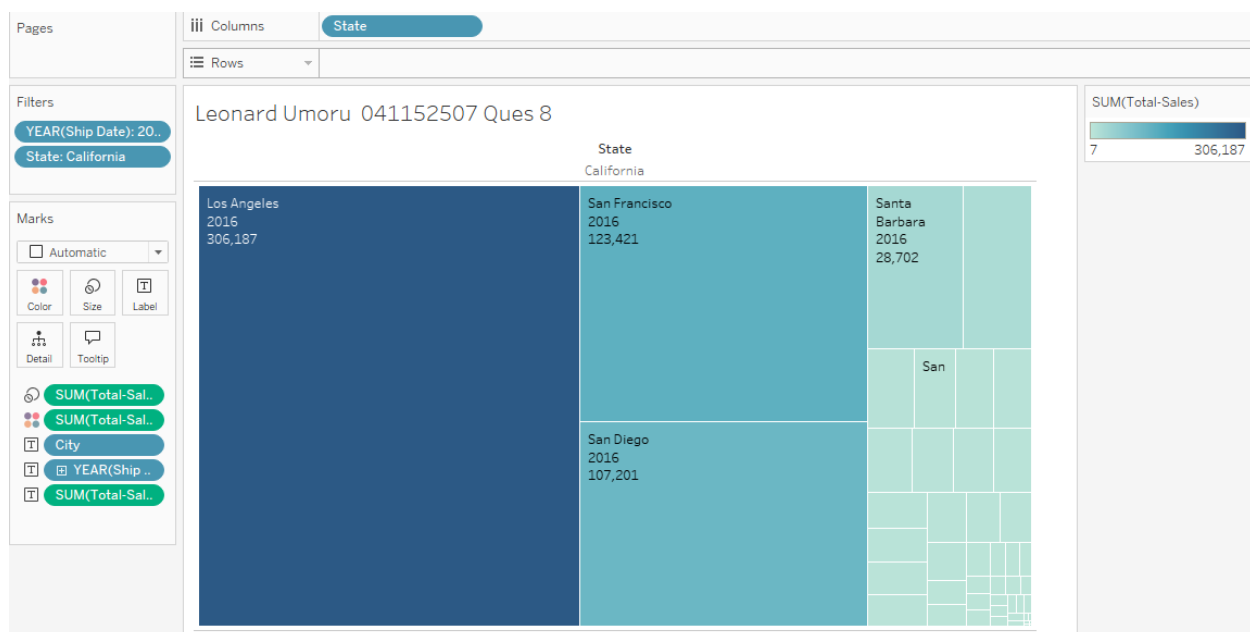 Pages
Columns
State
Rows
Filters
YEAR(Ship Date): 20..
State: California
Marks
Automatic
Color
Size
Label
Detail
Tooltip
SUM(Total-Sal..
SUM(Total-Sal..
City
YEAR(Ship ..
SUM(Total-Sal..
Leonard Umoru 041152507 Ques 8
State
California
Los Angeles
2016
306,187
San Francisco
2016
123,421
San Diego
2016
107,201
Santa
Barbara
2016
28,702
San
SUM(Total-Sales)
7 306,187